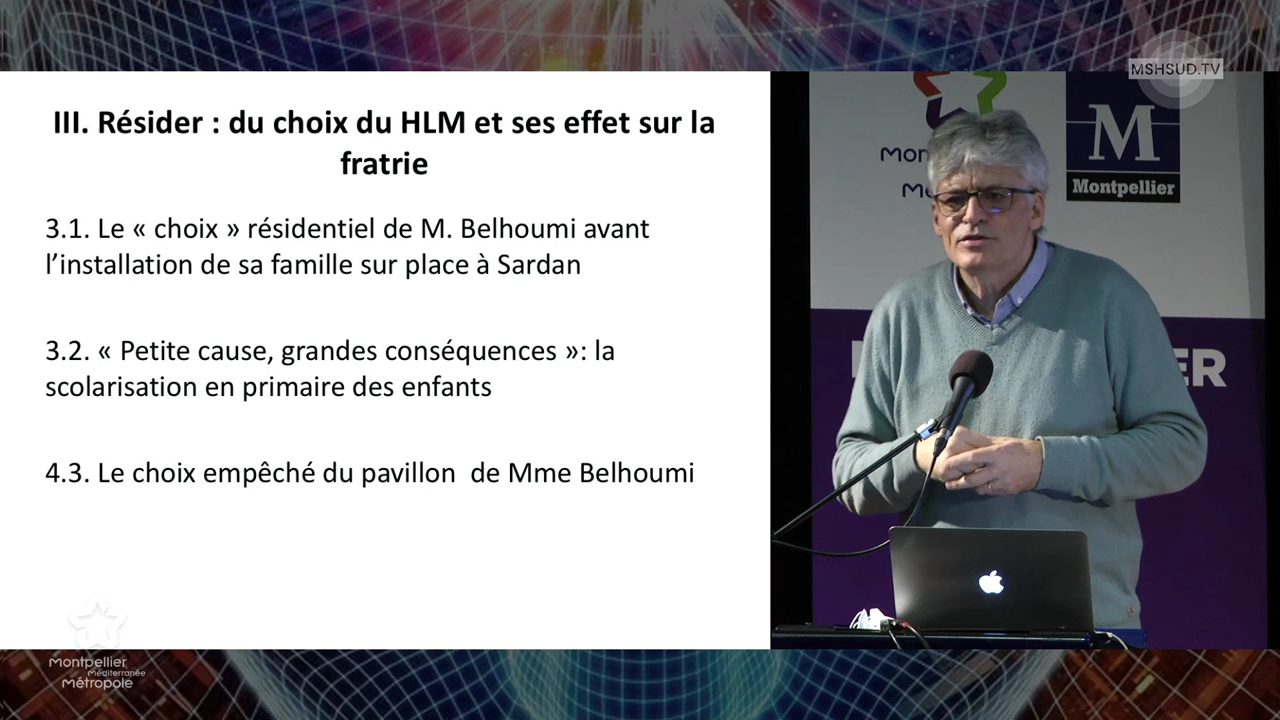 MSHSUD.TV
III. Résider : du choix du HLM et ses effet sur la
fratrie
3.1. Le « choix » résidentiel de M. Belhoumi avant
l’installation de sa famille sur place à Sardan
3.2. « Petite cause, grandes conséquences »: la
scolarisation en primaire des enfants
4.3. Le choix empêché du pavillon  de Mme Belhoumi
M
Montpellier
Montpellier
Méditerranée
Métropole